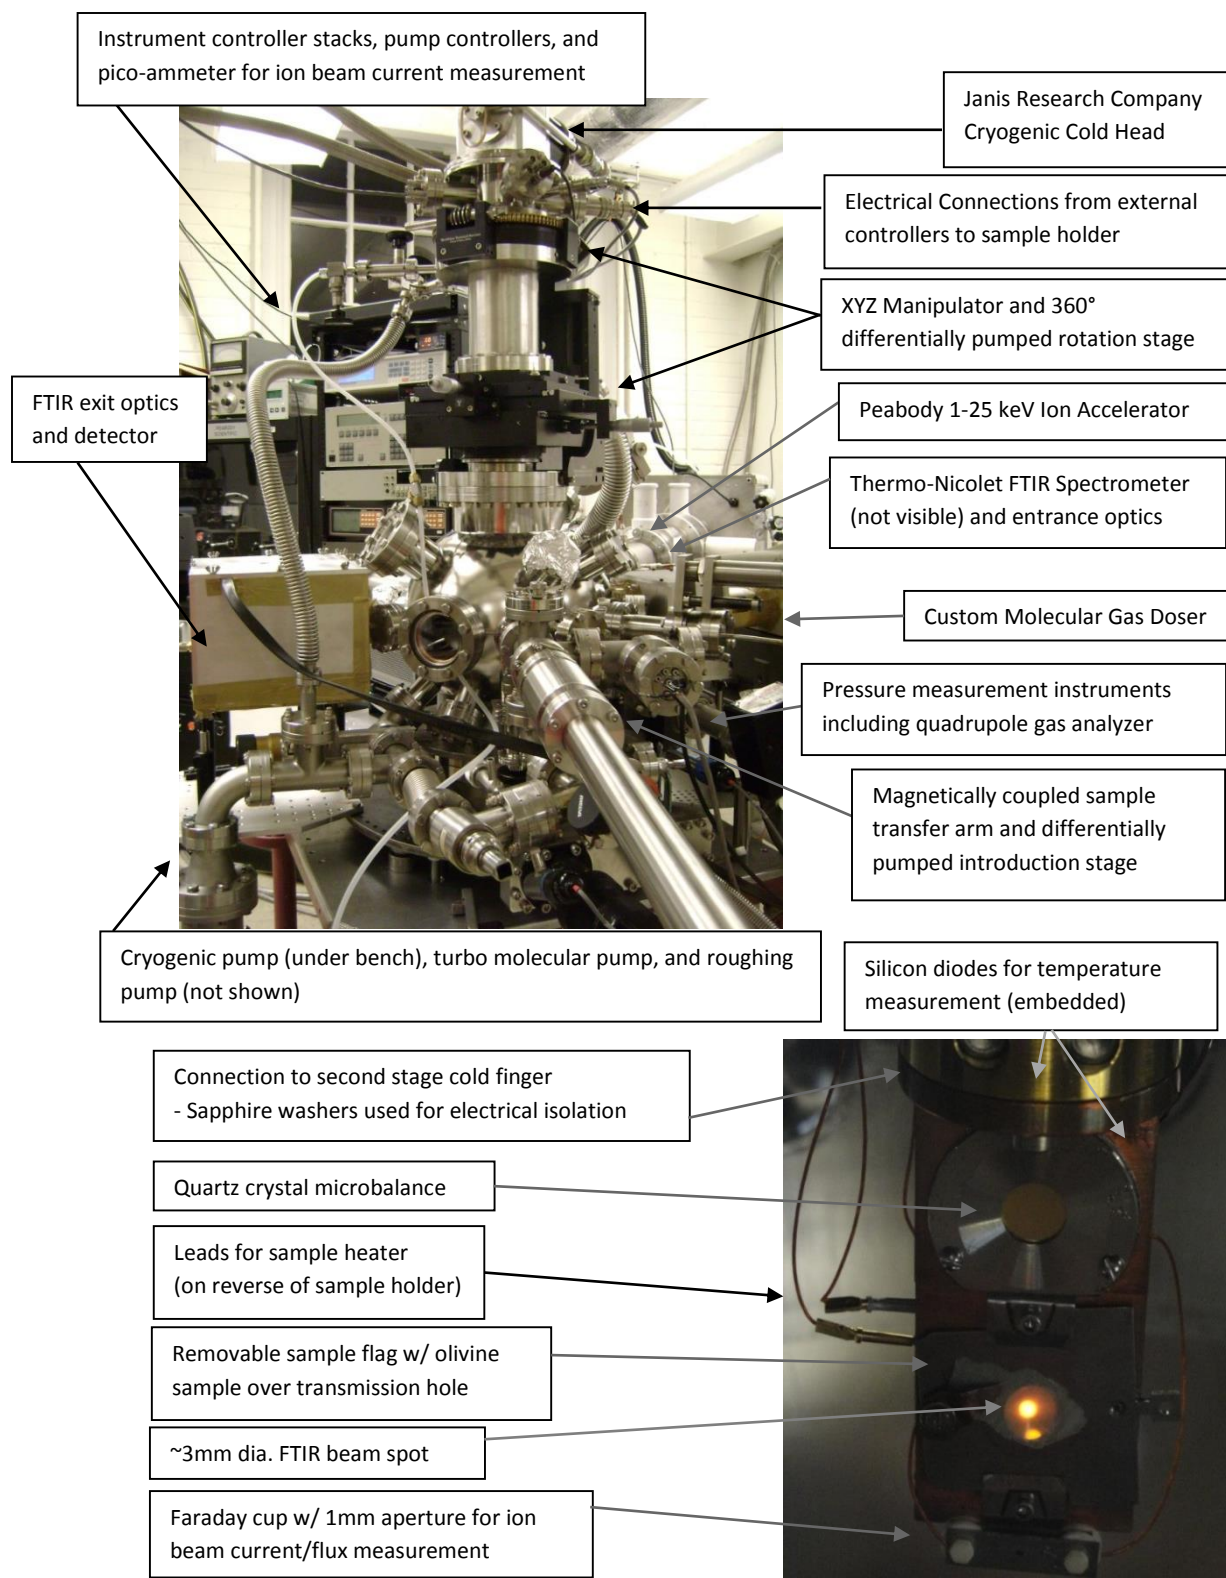 Instrument controller stacks, pump controllers, and
pico-ammeter for ion beam current measurement
Janis Research Company
Cryogenic Cold Head
Electrical Connections from external
controllers to sample holder
XYZ Manipulator and 360°
differentially pumped rotation stage
FTIR exit optics
and detector
Peabody 1-25 keV Ion Accelerator
Thermo-Nicolet FTIR Spectrometer
(not visible) and entrance optics
Custom Molecular Gas Doser
Pressure measurement instruments
including quadrupole gas analyzer
Magnetically coupled sample
transfer arm and differentially
pumped introduction stage
Cryogenic pump (under bench), turbo molecular pump, and roughing
pump (not shown)
Silicon diodes for temperature
measurement (embedded)
Connection to second stage cold finger
- Sapphire washers used for electrical isolation
Quartz crystal microbalance
Leads for sample heater
(on reverse of sample holder)
Removable sample flag w/ olivine
sample over transmission hole
~3mm dia. FTIR beam spot
Faraday cup w/ 1mm aperture for ion
beam current/flux measurement